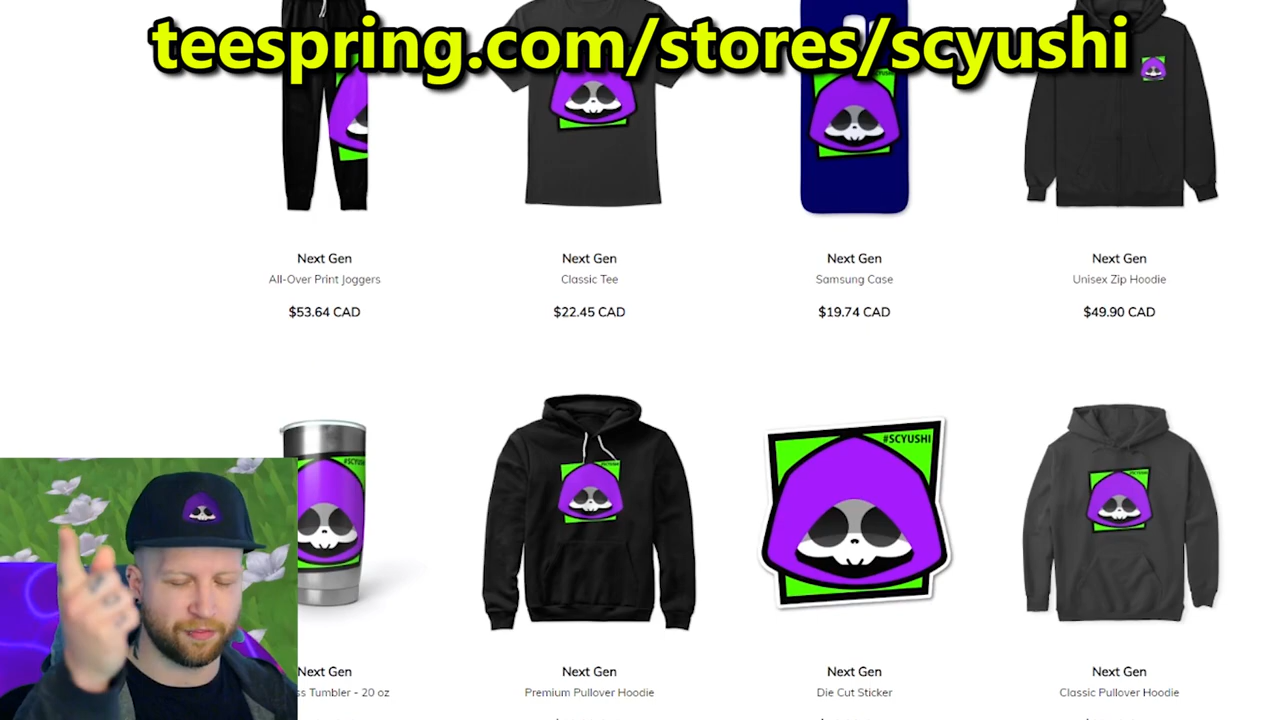 teespring.com/stores/scyushi
Next Gen
All-Over Print Joggers
$53.64 CAD
Next Gen
Classic Tee
$22.45 CAD
Next Gen
Samsung Case
$19.74 CAD
Next Gen
Unisex Zip Hoodie
$49.90 CAD
#SCYUSHI
Next Gen
Tumbler - 20 oz
Next Gen
Premium Pullover Hoodie
Next Gen
Die Cut Sticker
Next Gen
Classic Pullover Hoodie